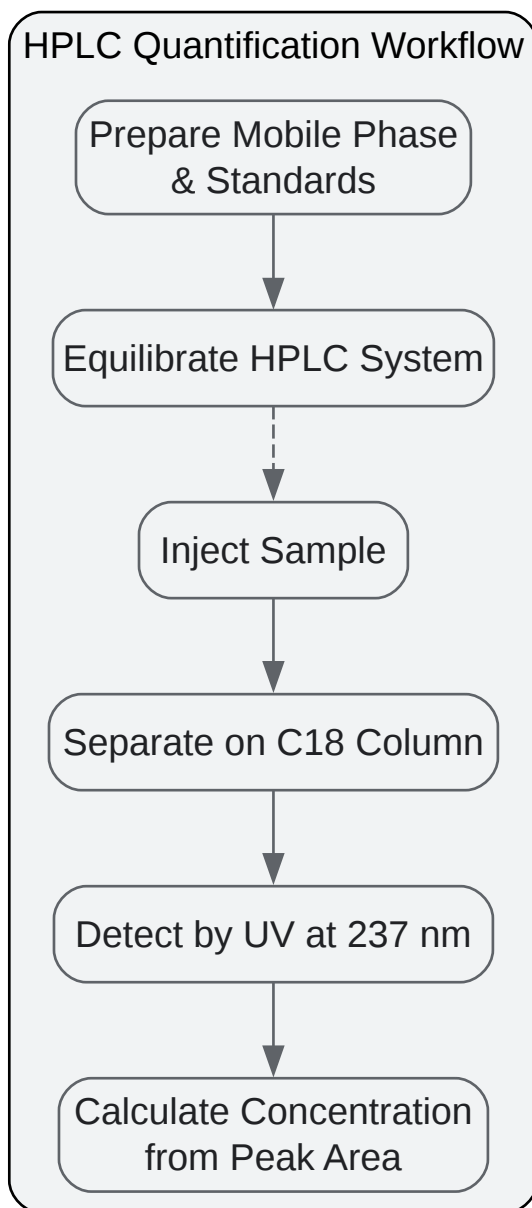 HPLC Quantification Workflow
Prepare Mobile Phase
& Standards
Equilibrate HPLC System
Inject Sample
Separate on C18 Column
Detect by UV at 237 nm
Calculate Concentration
from Peak Area